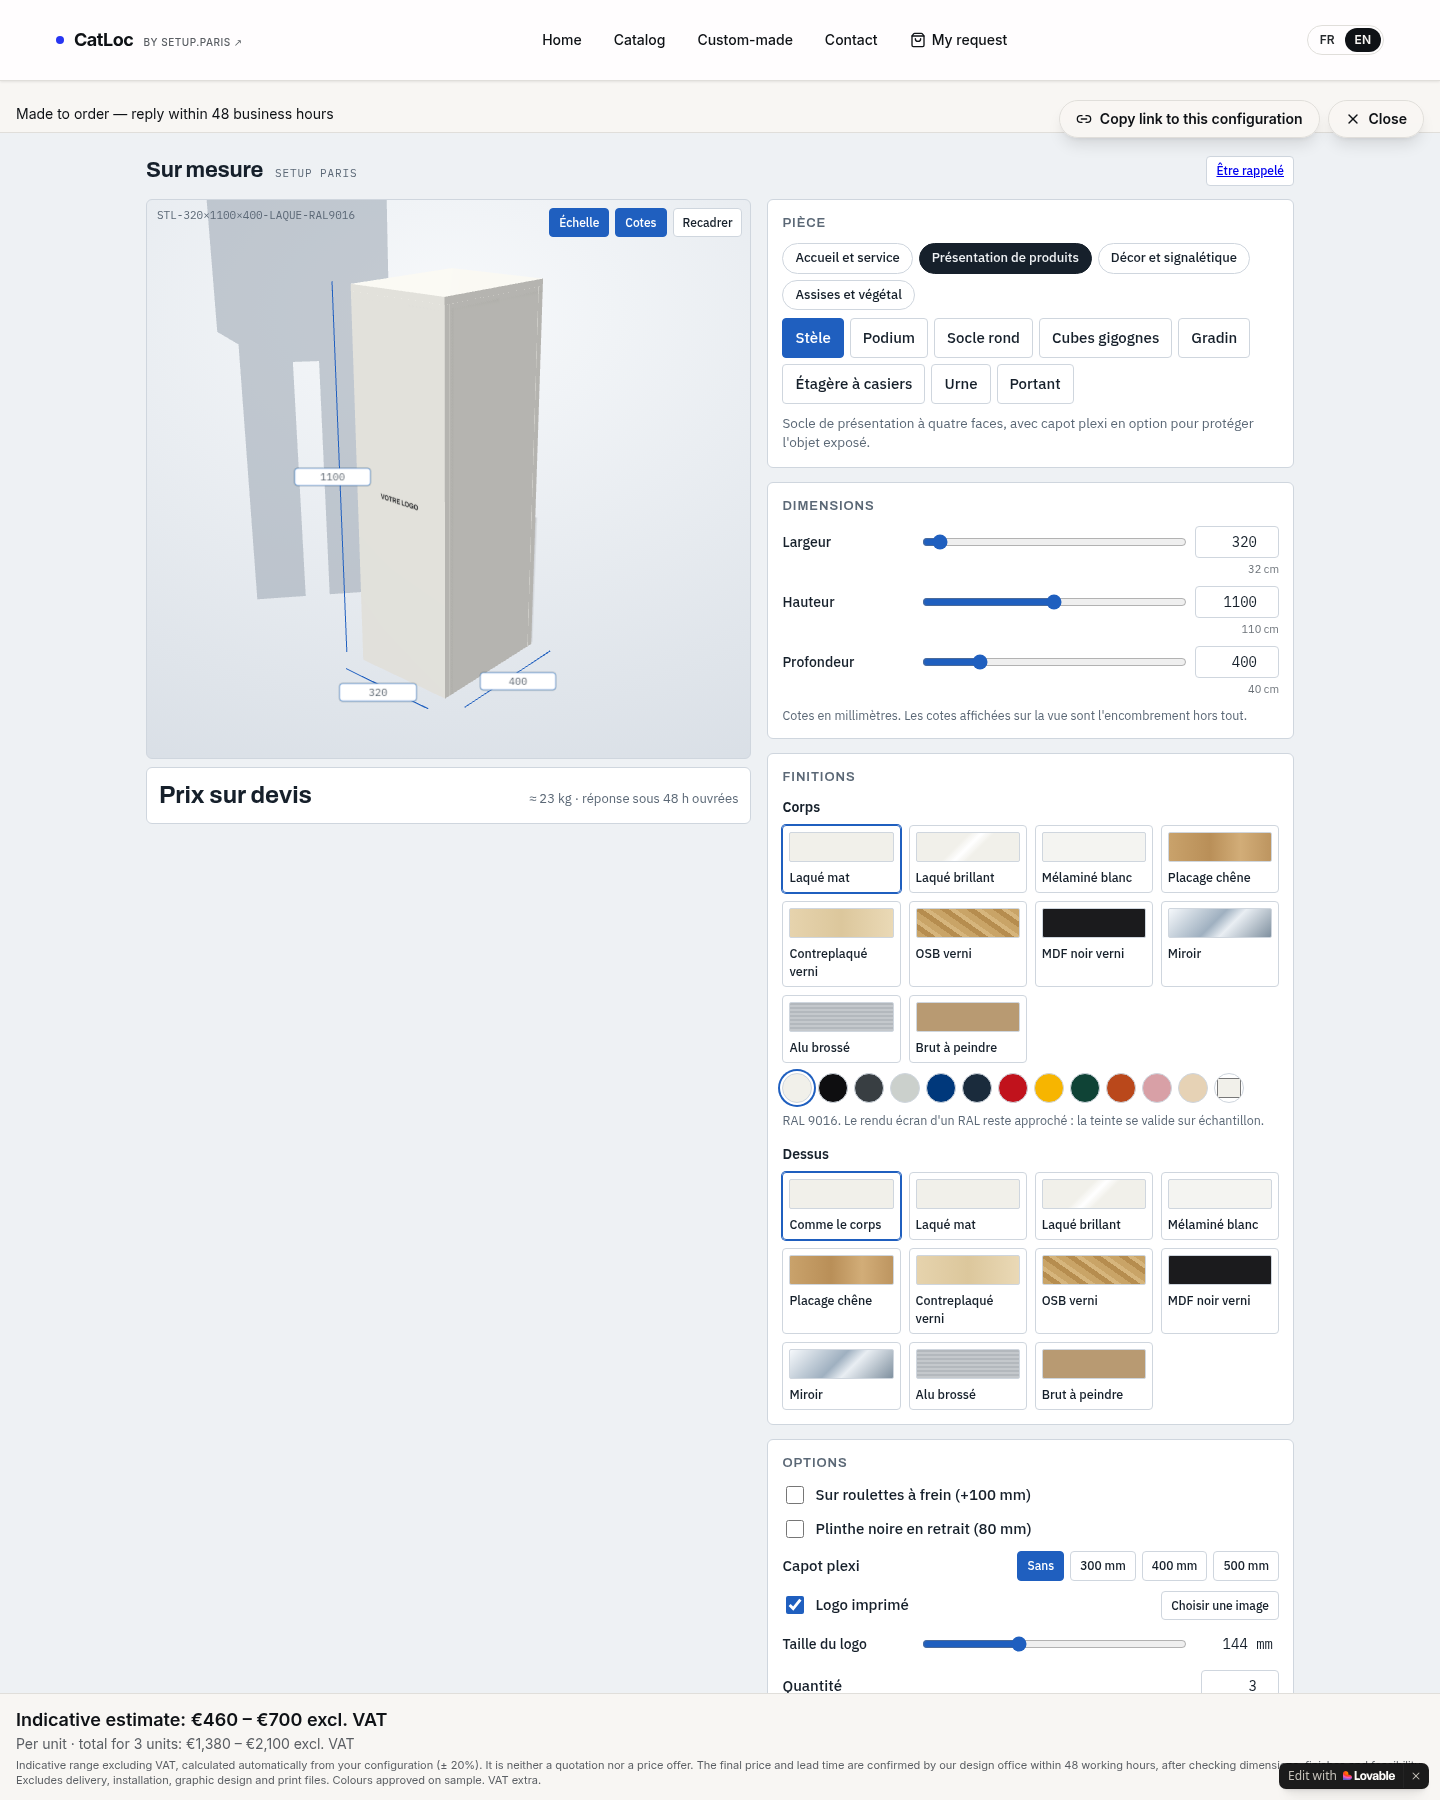 CatLoc BY SETUP.PARIS ↗
Home
Catalog
Custom-made
Contact
My request
FR
EN
Made to order — reply within 48 business hours
Copy link to this configuration
Close
Sur mesure SETUP PARIS
Être rappelé
STL-320×1100×400-LAQUE-RAL9016
Échelle
Cotes
Recadrer
1100
VOTRE LOGO
320
400
Prix sur devis
≈ 23 kg · réponse sous 48 h ouvrées
PIÈCE
Accueil et service
Présentation de produits
Décor et signalétique
Assises et végétal
Stèle
Podium
Socle rond
Cubes gigognes
Gradin
Étagère à casiers
Urne
Portant
Socle de présentation à quatre faces, avec capot plexi en option pour protéger
l'objet exposé.
DIMENSIONS
Largeur
320
32 cm
Hauteur
1100
110 cm
Profondeur
400
40 cm
Cotes en millimètres. Les cotes affichées sur la vue sont l'encombrement hors tout.
FINITIONS
Corps
Laqué mat
Laqué brillant
Mélaminé blanc
Placage chêne
Contreplaqué
verni
OSB verni
MDF noir verni
Miroir
Alu brossé
Brut à peindre
RAL 9016. Le rendu écran d'un RAL reste approché : la teinte se valide sur échantillon.
Dessus
Comme le corps
Laqué mat
Laqué brillant
Mélaminé blanc
Placage chêne
Contreplaqué
verni
OSB verni
MDF noir verni
Miroir
Alu brossé
Brut à peindre
OPTIONS
Sur roulettes à frein (+100 mm)
Plinthe noire en retrait (80 mm)
Capot plexi
Sans
300 mm
400 mm
500 mm
Logo imprimé
Choisir une image
Taille du logo
144 mm
Quantité
3
Indicative estimate: €460 – €700 excl. VAT
Per unit · total for 3 units: €1,380 – €2,100 excl. VAT
Indicative range excluding VAT, calculated automatically from your configuration (± 20%). It is neither a quotation nor a price offer. The final price and lead time are confirmed by our design office within 48 working hours, after checking
Excludes delivery, installation, graphic design and print files. Colours approved on sample. VAT extra.
Edit with Lovable